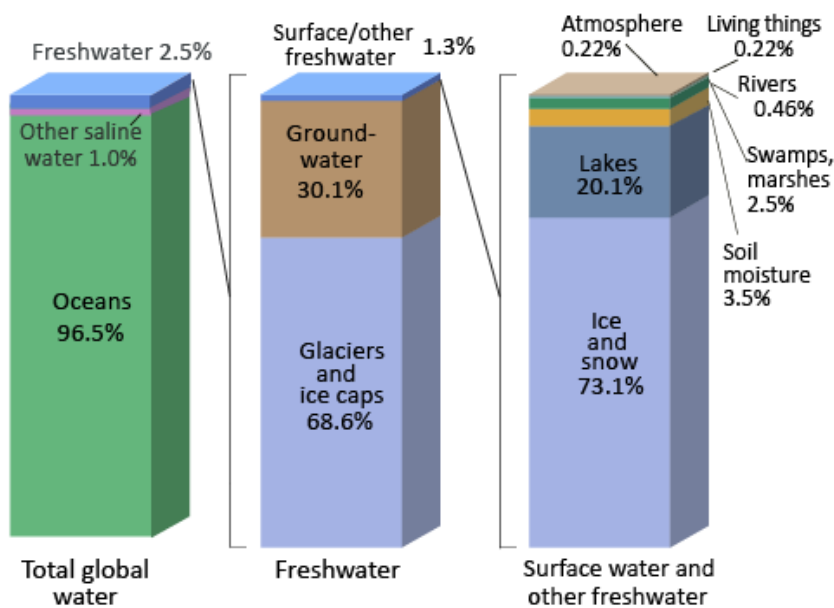 Freshwater 2.5%
Other saline
water 1.0%
Oceans
96.5%
Total global
water
Surface/other
freshwater
1.3%
Ground-
water
30.1%
Glaciers
and
ice caps
68.6%
Freshwater
Atmosphere
0.22%
Living things
0.22%
Rivers
0.46%
Swamps,
marshes
2.5%
Soil
moisture
3.5%
Lakes
20.1%
Ice
and
snow
73.1%
Surface water and
other freshwater